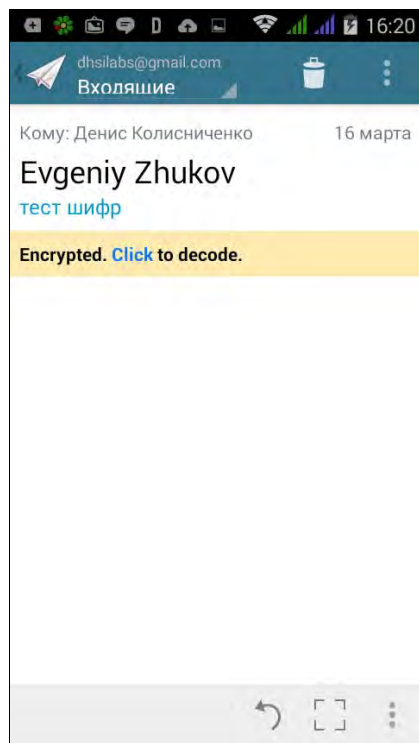 16:20
dhsilabs@gmail.com
Входящие
Кому: Денис Колисниченко 16 марта
Evgeniy Zhukov
тест шифр
Encrypted. Click to decode.